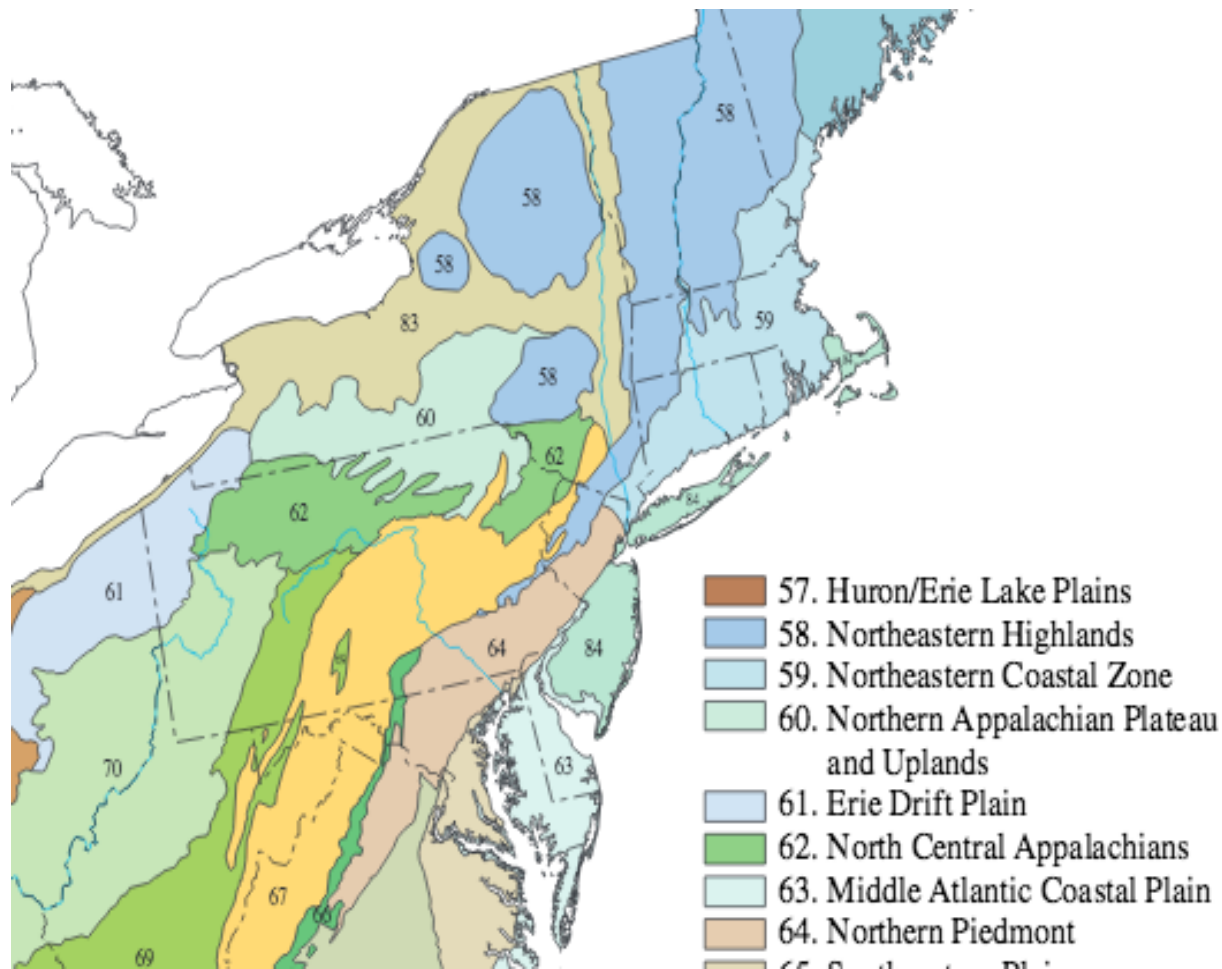 58
58
58
83
59
58
60
62
62
84
61
64
84
70
63
67
66
69
57. Huron/Erie Lake Plains
58. Northeastern Highlands
59. Northeastern Coastal Zone
60. Northern Appalachian Plateau
and Uplands
61. Erie Drift Plain
62. North Central Appalachians
63. Middle Atlantic Coastal Plain
64. Northern Piedmont